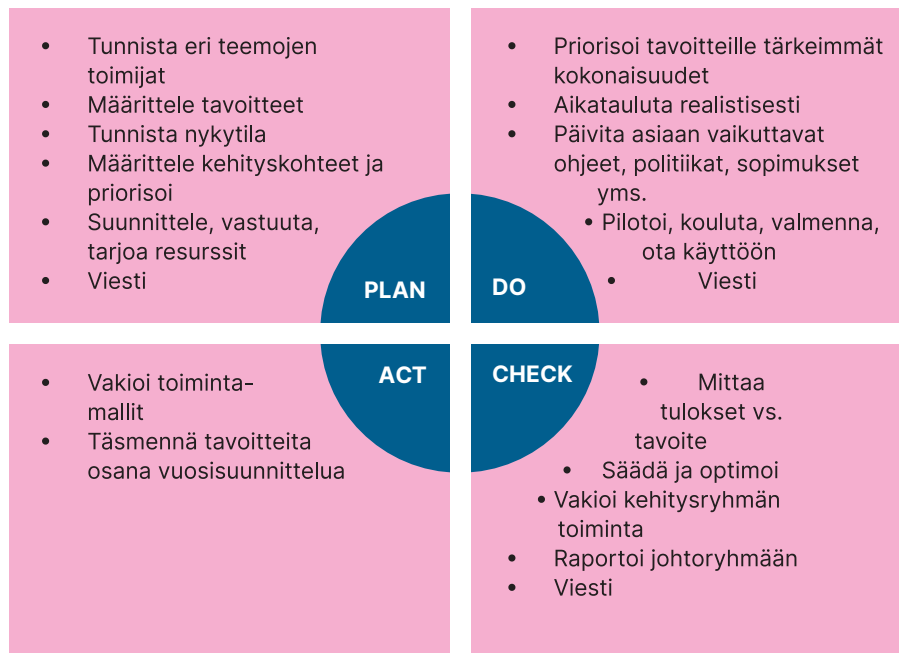 • Tunnista eri teemojen
toimijat
• Määrittele tavoitteet
• Tunnista nykytila
• Määrittele kehityskohteet ja
priorisoi
• Suunnittele, vastuuta,
tarjoa resurssit
• Viesti
PLAN
• Priorisoi tavoitteille tärkeimmät
kokonaisuudet
• Aikatauluta realistisesti
• Päivita asiaan vaikuttavat
ohjeet, politiikat, sopimukset
yms.
• Pilotoi, kouluta, valmenna,
ota käyttöön
• Viesti
DO
ACT
• Vakioi toiminta-
mallit
• Täsmennä tavoitteita
osana vuosisuunnittelua
CHECK
• Mittaa
tulokset vs.
tavoite
• Säädä ja optimoi
• Vakioi kehitysryhmän
toiminta
• Raportoi johtoryhmään
• Viesti